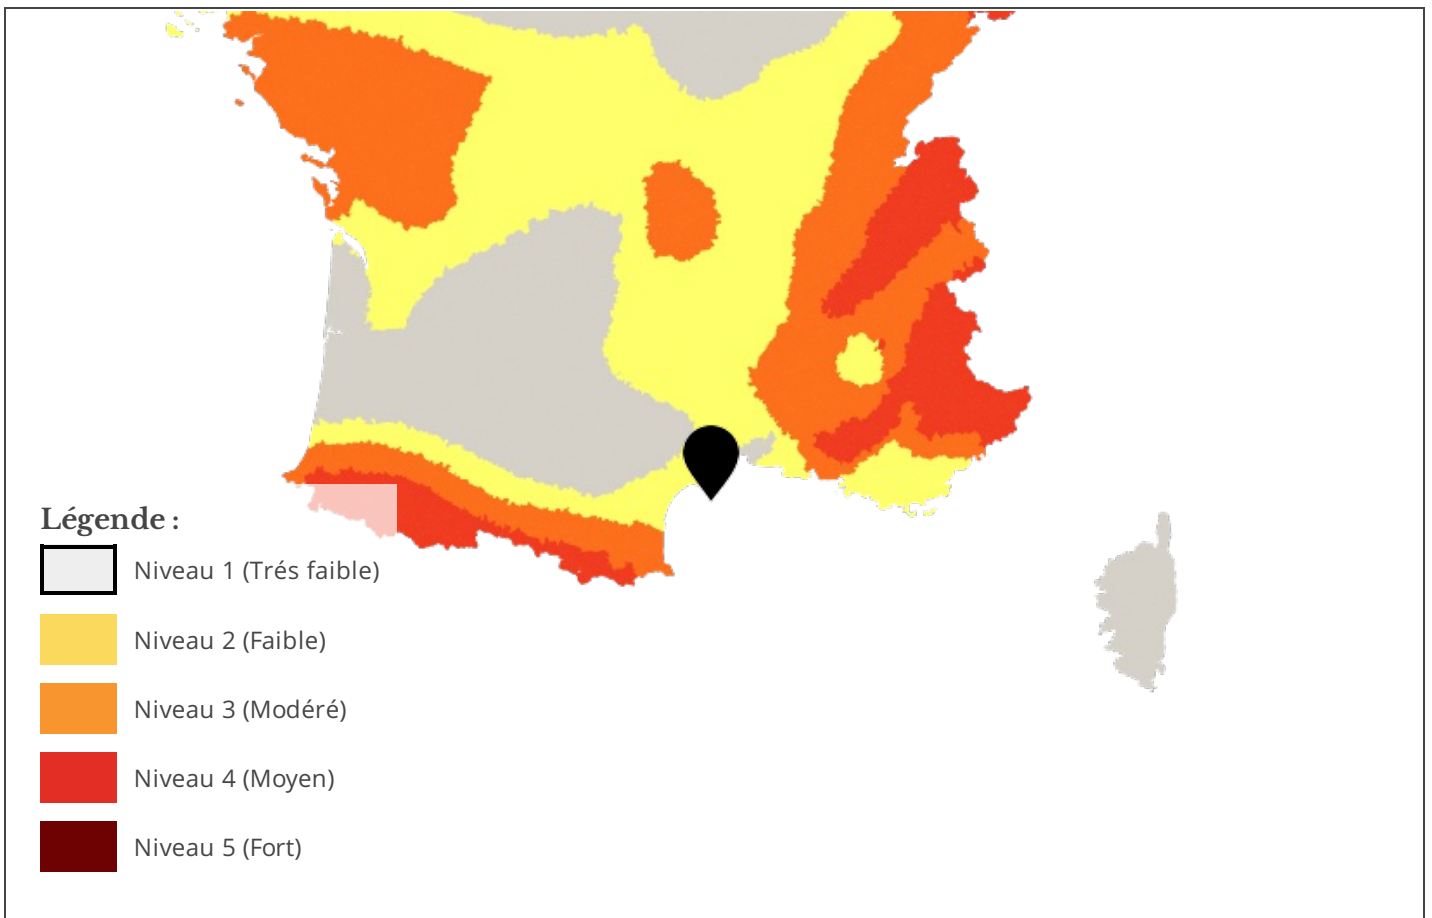 Légende :
Niveau 1 (Trés faible)
Niveau 2 (Faible)
Niveau 3 (Modéré)
Niveau 4 (Moyen)
Niveau 5 (Fort)